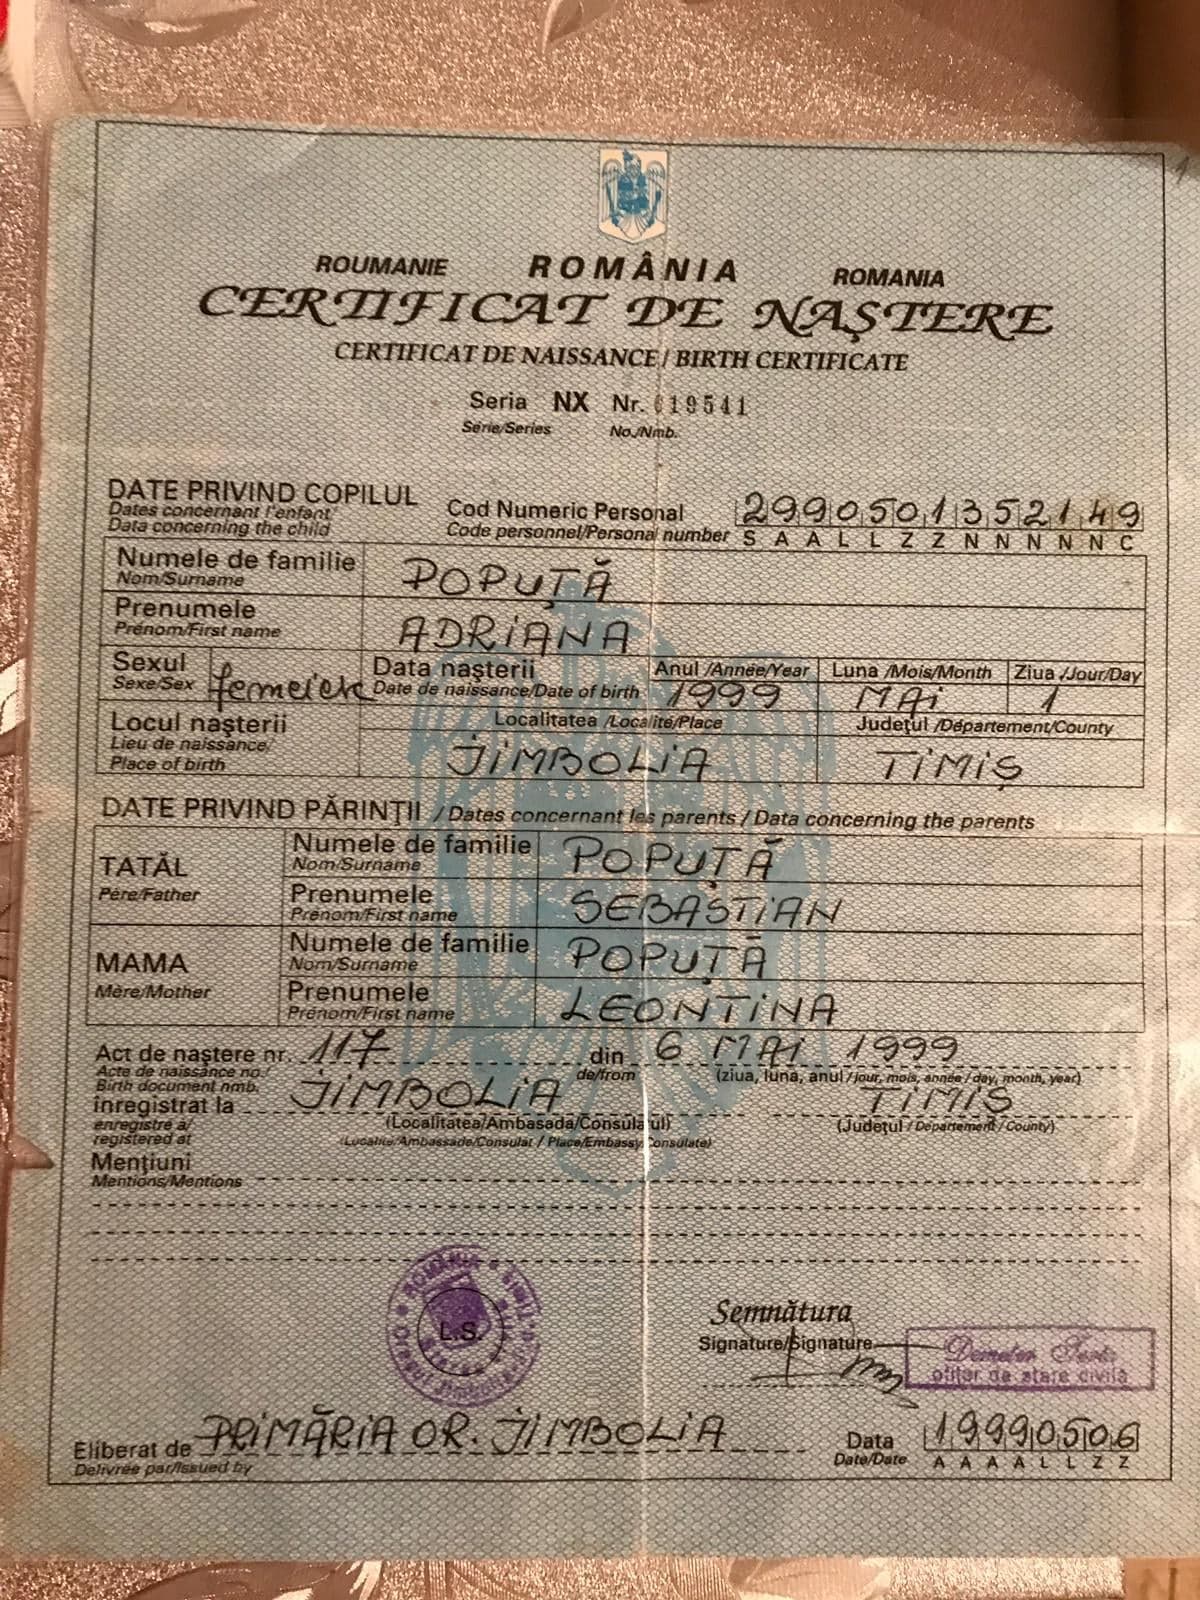 ROUMANIE ROMÂNIA ROMANIA
CERTIFICAT DE NAŞTERE
CERTIFICAT DE NAISSANCE / BIRTH CERTIFICATE
Seria NX Nr. 019541
Série/Series No./Nmb.
DATE PRIVIND COPILUL
Dates concernant l'enfant/
Data concerning the child
Cod Numeric Personal 2990501352149
Code personnel/Personal number S A A L L Z Z N N N N N C
Numele de familie POPUȚĂ
Nom/Surname
Prenumele ADRIANA
Prénom/First name
Sexul femeiesc Data naşterii Anul /Année/Year Luna /Mois/Month Ziua /Jour/Day
Sexe/Sex Date de naissance/Date of birth 1999 MAI 1
Locul naşterii Localitatea /Localité/Place Judeţul /Département/County
Lieu de naissance/
Place of birth JIMBOLIA TIMIŞ
DATE PRIVIND PĂRINŢII / Dates concernant les parents / Data concerning the parents
TATĂL Numele de familie POPUȚĂ
Père/Father Nom/Surname
Prenumele SEBASTIAN
Prénom/First name
MAMA Numele de familie POPUȚĂ
Mère/Mother Nom/Surname
Prenumele LEONTINA
Prénom/First name
Act de naştere nr. 117 din 6 MAI 1999
Acte de naissance no./ de/from (ziua, luna, anul / jour, mois, année / day, month, year)
Birth document nmb.
înregistrat la JIMBOLIA TIMIŞ
enregistré à/ (Localitatea/Ambasada/Consulatul) (Judeţul / Département / County)
registered at (Localité/Ambassade/Consulat / Place/Embassy/Consulate)
Menţiuni
Mentions/Mentions
ROMÂNIA
L.S.
Semnătura
Signature/Signature
Demeter
ofiţer de stare civilă
Eliberat de PRIMĂRIA OR. JIMBOLIA Data 19990506
Délivrée par/Issued by Date/Date A A A A L L Z Z